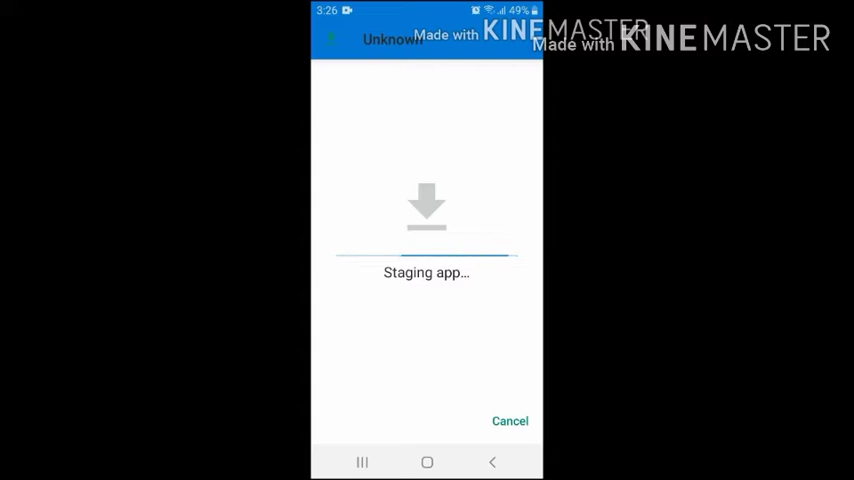 3:26 49%
Unknown
Made with KINEMASTER
Made with KINEMASTER
Staging app...
Cancel